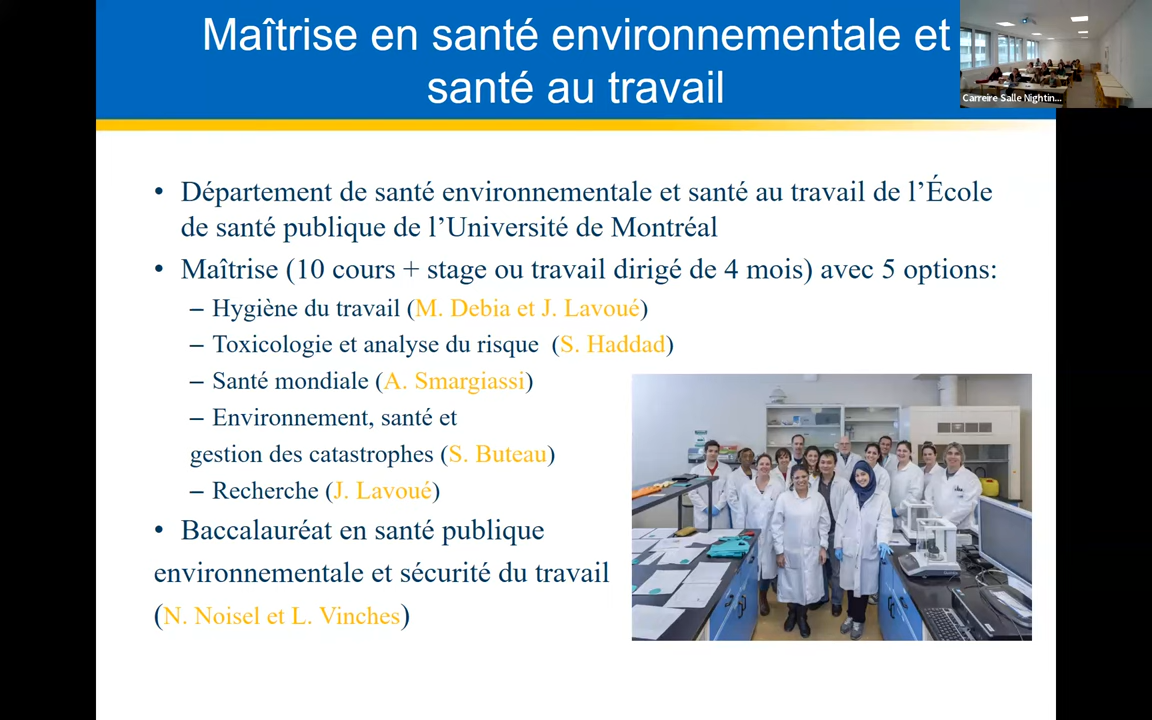 Maîtrise en santé environnementale et
santé au travail
Carreire Salle Nightin...
• Département de santé environnementale et santé au travail de l’École
de santé publique de l’Université de Montréal
• Maîtrise (10 cours + stage ou travail dirigé de 4 mois) avec 5 options:
– Hygiène du travail (M. Debia et J. Lavoué)
– Toxicologie et analyse du risque (S. Haddad)
– Santé mondiale (A. Smargiassi)
– Environnement, santé et
gestion des catastrophes (S. Buteau)
– Recherche (J. Lavoué)
• Baccalauréat en santé publique
environnementale et sécurité du travail
(N. Noisel et L. Vinches)